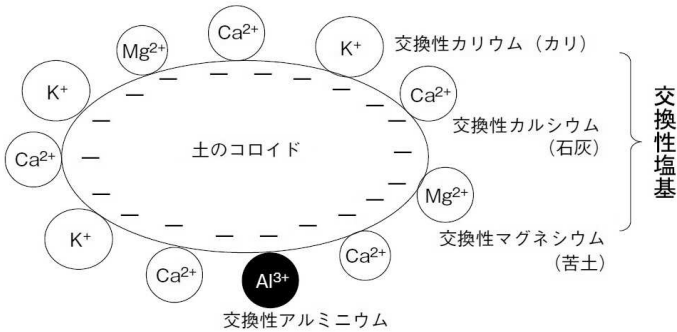 Ca²⁺
Mg²⁺
K⁺
交換性カリウム（カリ）
K⁺
Ca²⁺
交換性カルシウム
（石灰）
土のコロイド
Ca²⁺
Mg²⁺
交換性マグネシウム
（苦土）
K⁺
Ca²⁺
Ca²⁺
Al³⁺
交換性アルミニウム
交換性塩基